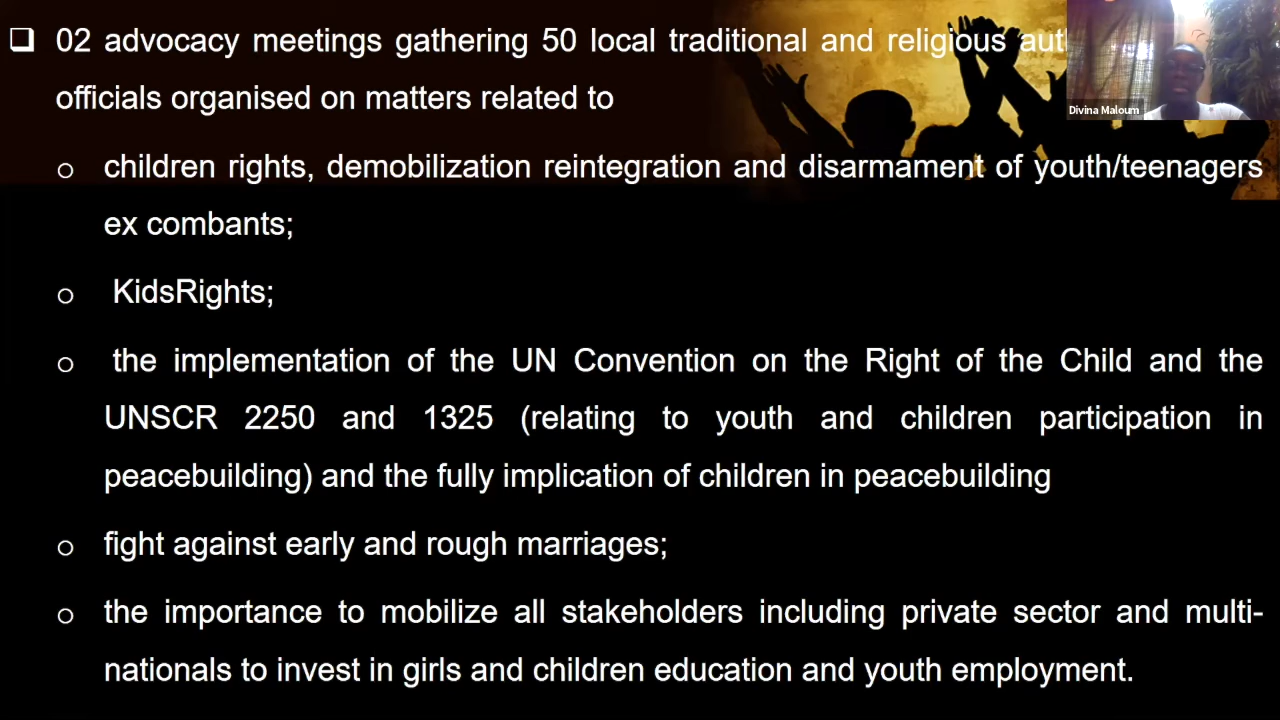 ❑ 02 advocacy meetings gathering 50 local traditional and religious
officials organised on matters related to
Divina Maloum
o children rights, demobilization reintegration and disarmament of youth/teenagers
ex combants;
o KidsRights;
o the implementation of the UN Convention on the Right of the Child and the
UNSCR 2250 and 1325 (relating to youth and children participation in
peacebuilding) and the fully implication of children in peacebuilding
o fight against early and rough marriages;
o the importance to mobilize all stakeholders including private sector and multi-
nationals to invest in girls and children education and youth employment.